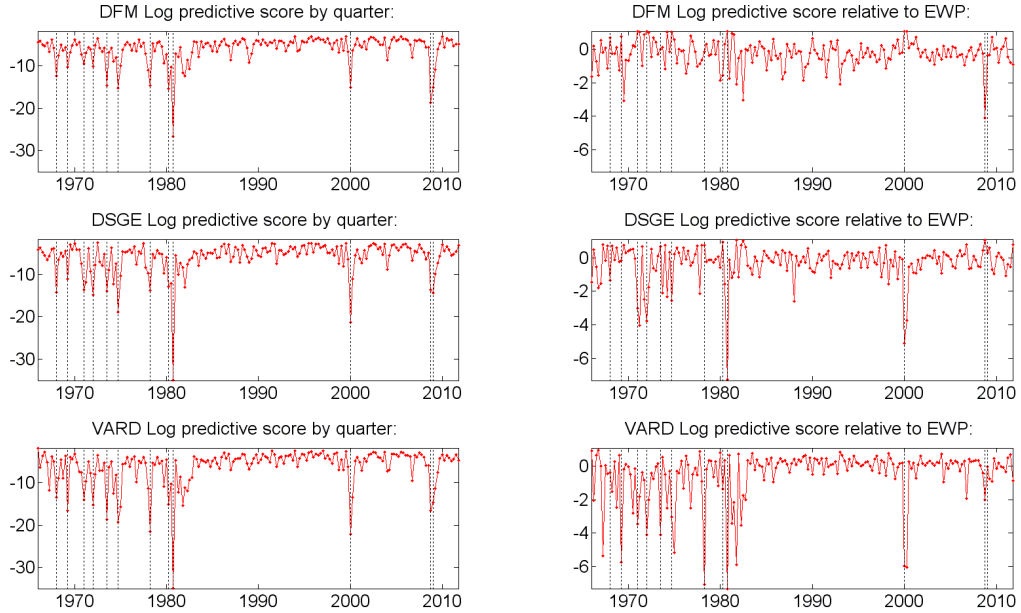 DFM Log predictive score by quarter:
-10
-20
-30
1970 1980 1990 2000 2010
DFM Log predictive score relative to EWP:
0
-2
-4
-6
1970 1980 1990 2000 2010
DSGE Log predictive score by quarter:
-10
-20
-30
1970 1980 1990 2000 2010
DSGE Log predictive score relative to EWP:
0
-2
-4
-6
1970 1980 1990 2000 2010
VARD Log predictive score by quarter:
-10
-20
-30
1970 1980 1990 2000 2010
VARD Log predictive score relative to EWP:
0
-2
-4
-6
1970 1980 1990 2000 2010